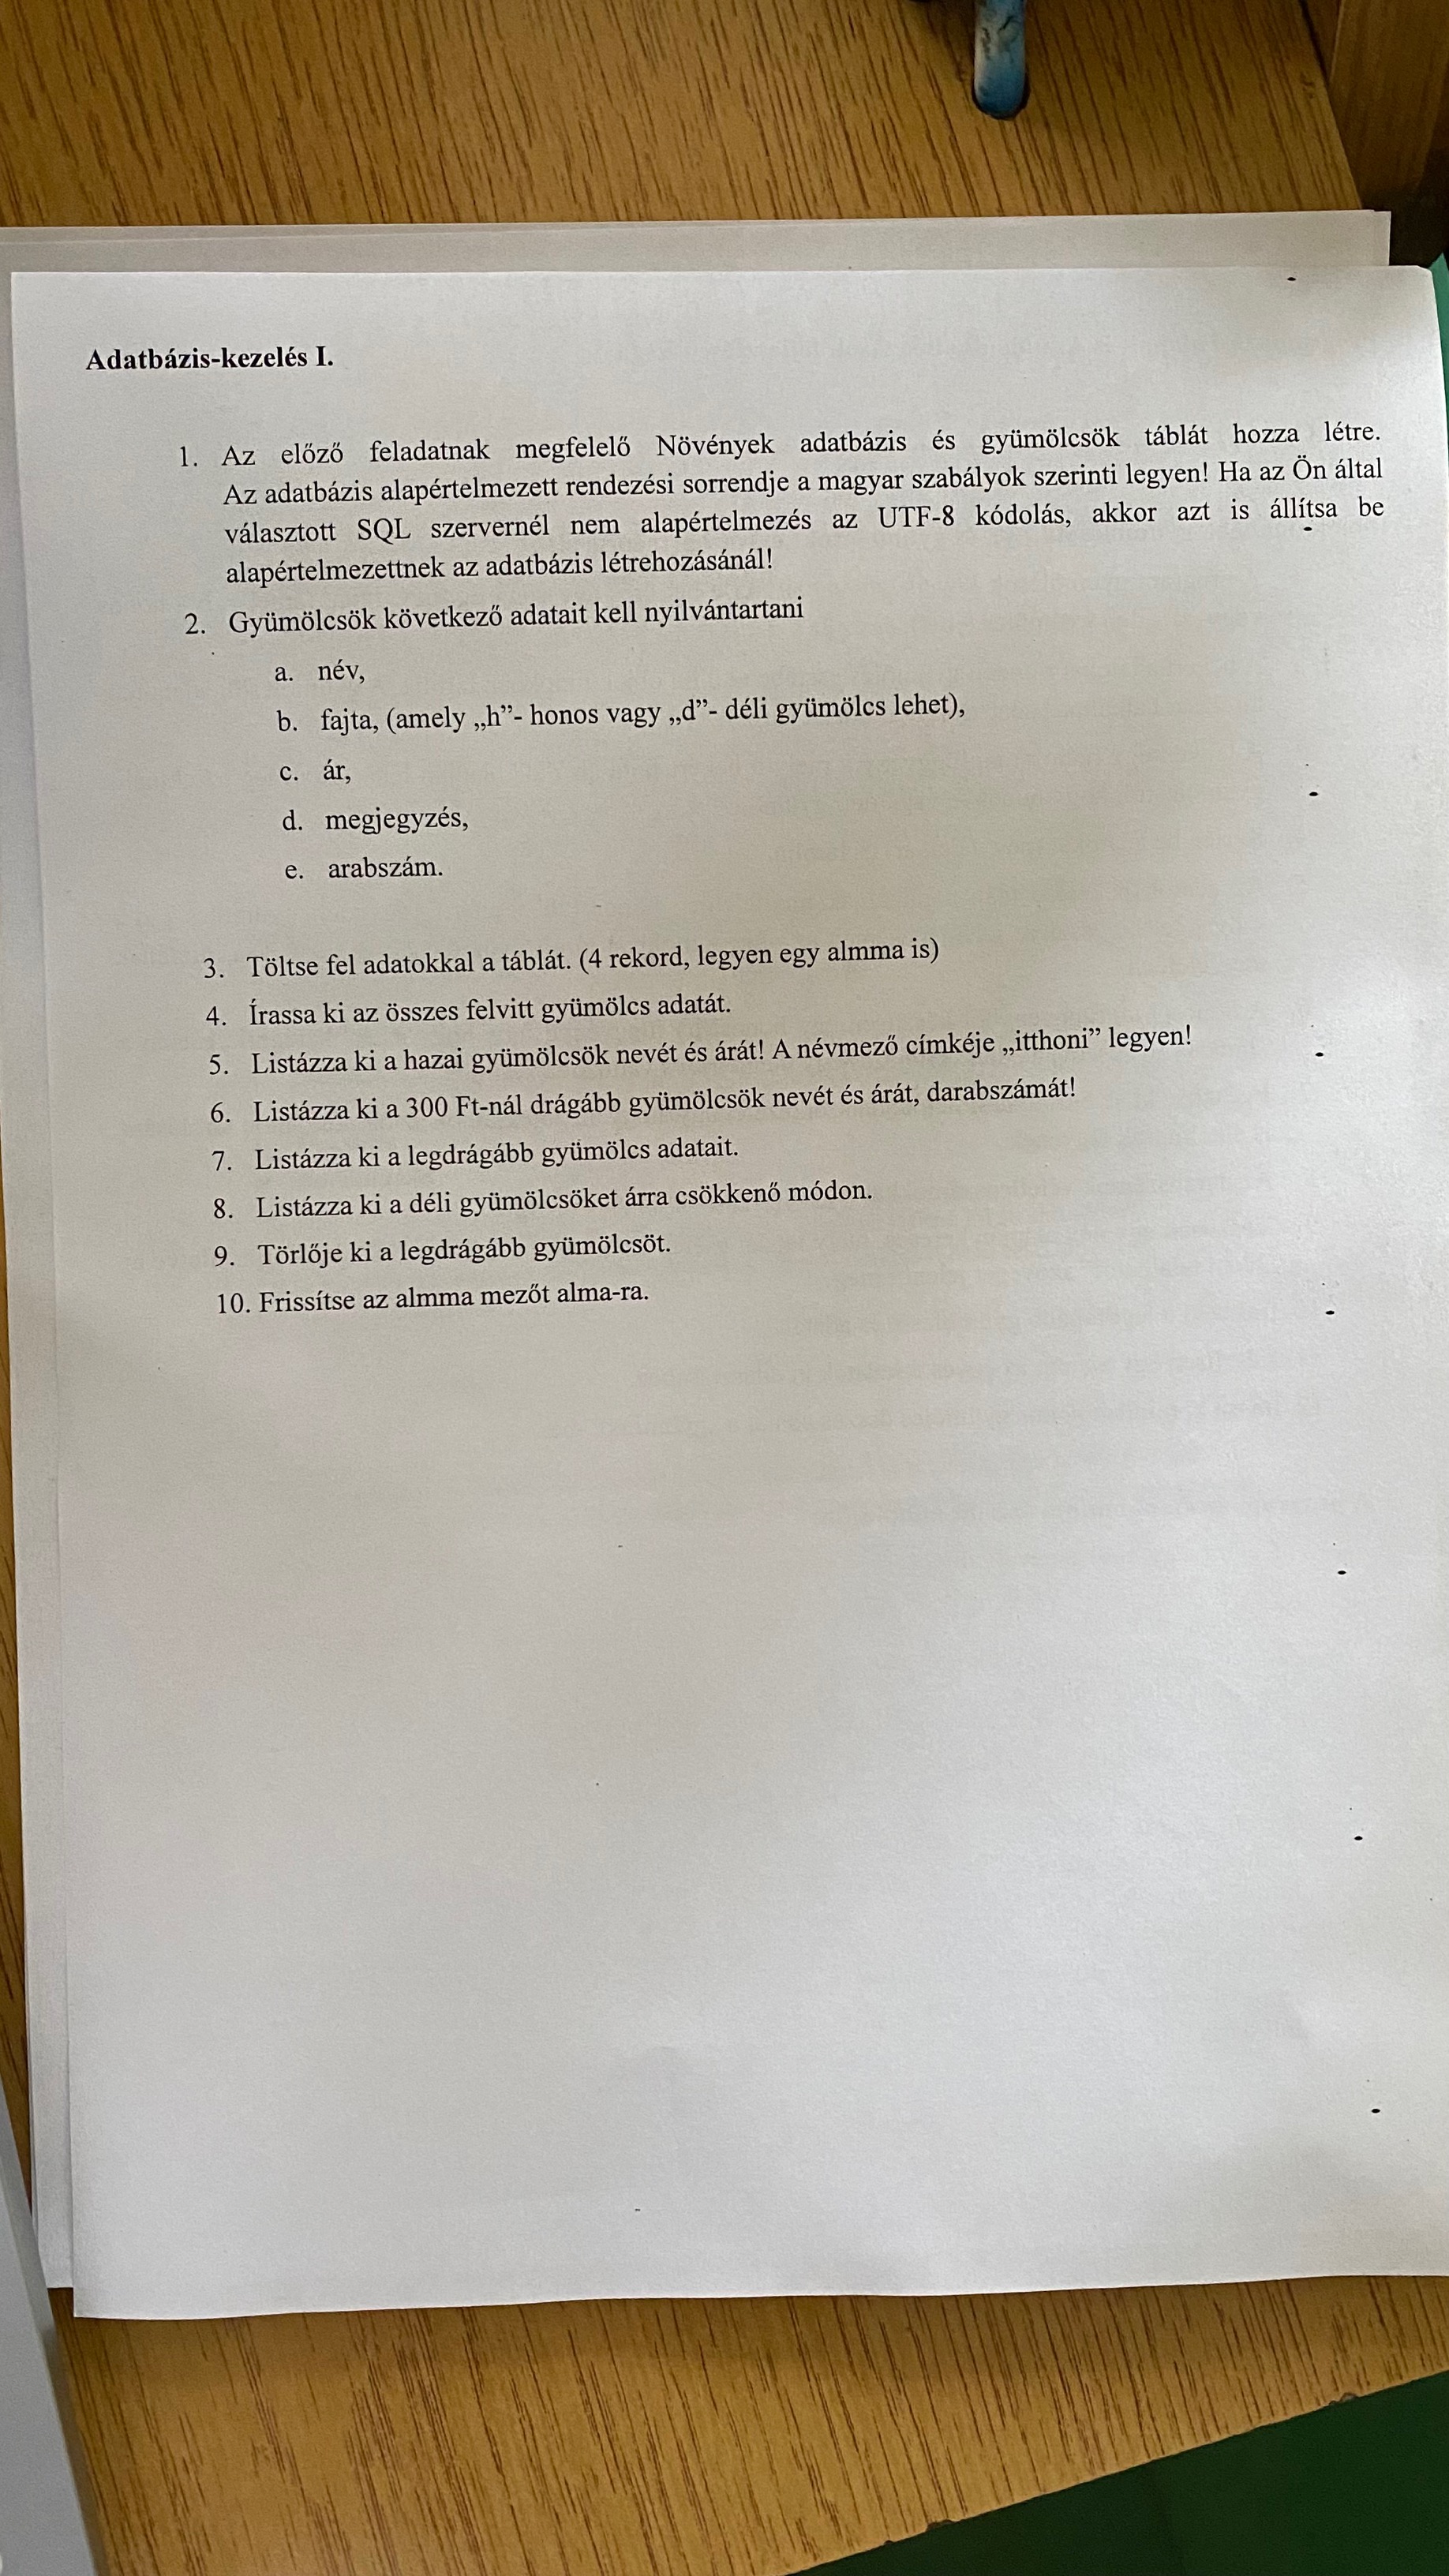 Adatbázis-kezelés I.
1. Az előző feladatnak megfelelő Növények adatbázis és gyümölcsök táblát hozza létre.
Az adatbázis alapértelmezett rendezési sorrendje a magyar szabályok szerinti legyen! Ha az Ön által
választott SQL szervernél nem alapértelmezés az UTF-8 kódolás, akkor azt is állítsa be
alapértelmezettnek az adatbázis létrehozásánál!
2. Gyümölcsök következő adatait kell nyilvántartani
a. név,
b. fajta, (amely „h”- honos vagy „d”- déli gyümölcs lehet),
c. ár,
d. megjegyzés,
e. arabszám.
3. Töltse fel adatokkal a táblát. (4 rekord, legyen egy almma is)
4. Írassa ki az összes felvitt gyümölcs adatát.
5. Listázza ki a hazai gyümölcsök nevét és árát! A névmező címkéje „itthoni” legyen!
6. Listázza ki a 300 Ft-nál drágább gyümölcsök nevét és árát, darabszámát!
7. Listázza ki a legdrágább gyümölcs adatait.
8. Listázza ki a déli gyümölcsöket árra csökkenő módon.
9. Törlője ki a legdrágább gyümölcsöt.
10. Frissítse az almma mezőt alma-ra.